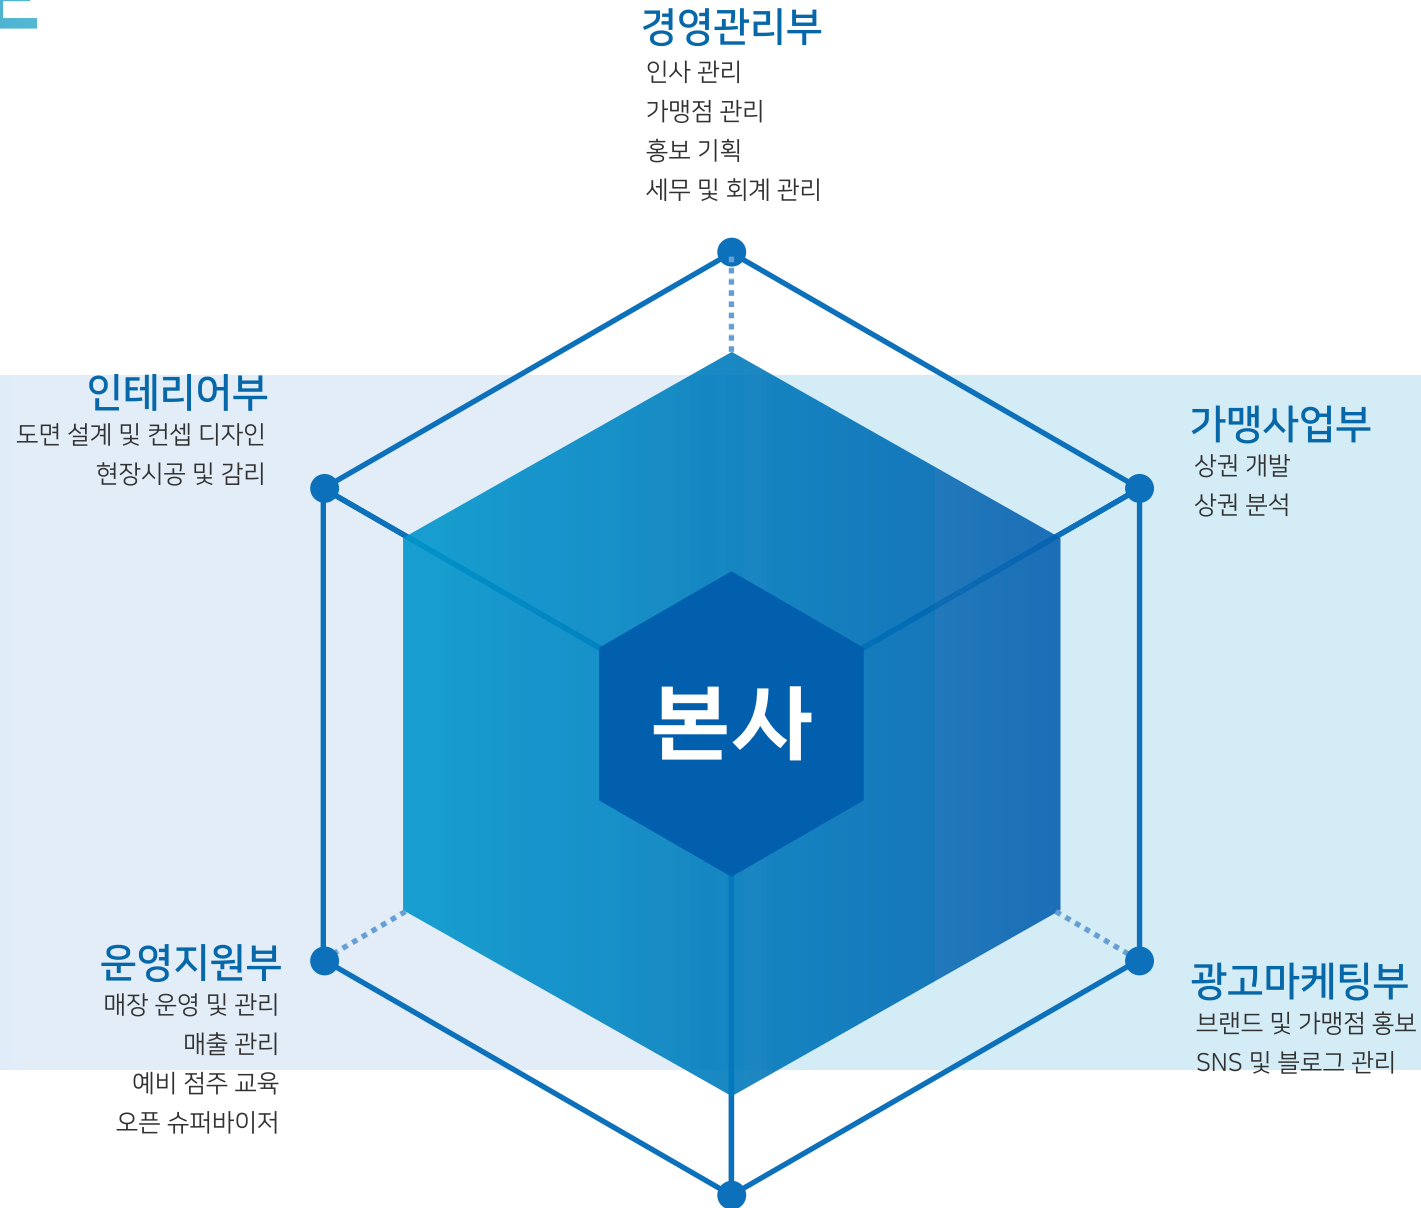 경영관리부
인사 관리
가맹점 관리
홍보 기획
세무 및 회계 관리
인테리어부
도면 설계 및 컨셉 디자인
현장시공 및 감리
가맹사업부
상권 개발
상권 분석
본사
운영지원부
매장 운영 및 관리
매출 관리
예비 점주 교육
오픈 슈퍼바이저
광고마케팅부
브랜드 및 가맹점 홍보
SNS 및 블로그 관리